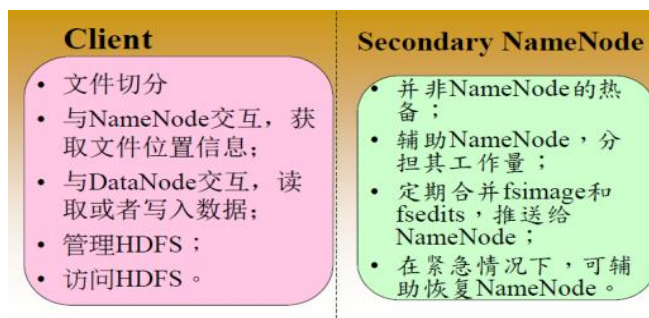 Client
• 文件切分
• 与NameNode交互，获
取文件位置信息；
• 与DataNode交互，读
取或者写入数据；
• 管理HDFS；
• 访问HDFS。
Secondary NameNode
• 并非NameNode的热
备；
• 辅助NameNode，分
担其工作量；
• 定期合并fsimage和
fsedits，推送给
NameNode；
• 在紧急情况下，可辅
助恢复NameNode。